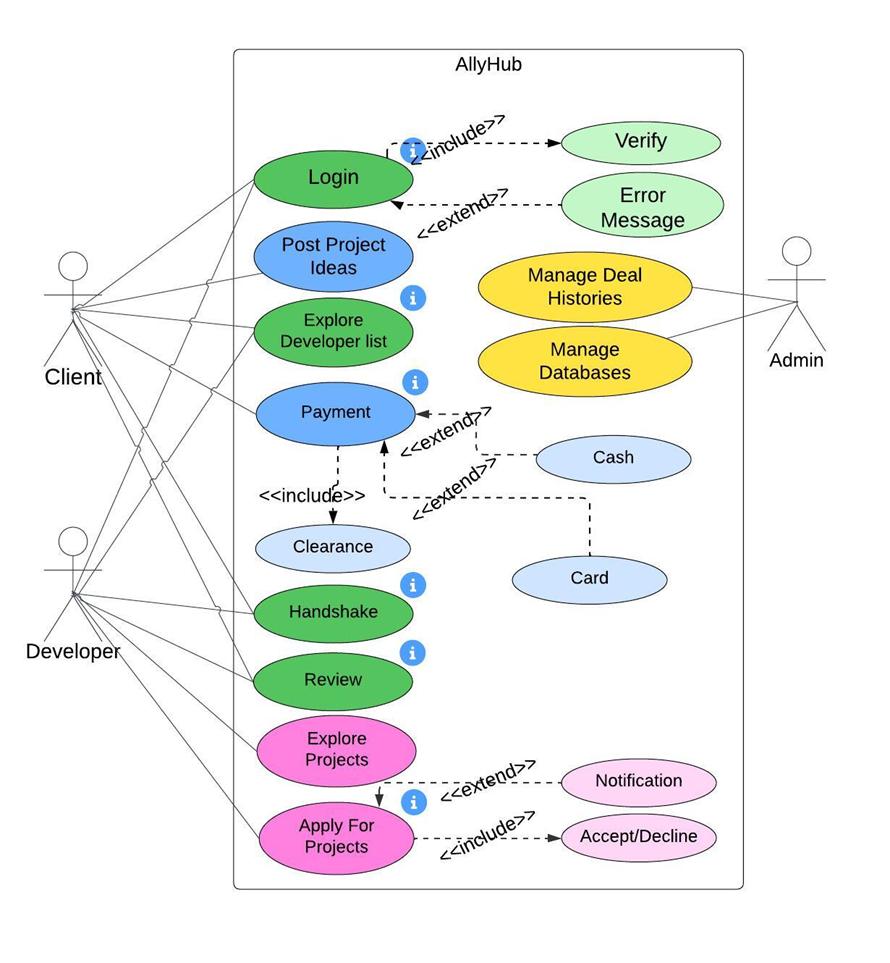 AllyHub
<<include>>
Verify
Login
<<extend>>
Error
Message
Post Project
Ideas
Manage Deal
Histories
Explore
Developer list
Manage
Databases
Client
Admin
Payment
<<extend>>
Cash
<<extend>>
<<include>>
Clearance
Card
Handshake
Developer
Review
Explore
Projects
<<extend>>
Notification
Apply For
Projects
<<include>>
Accept/Decline